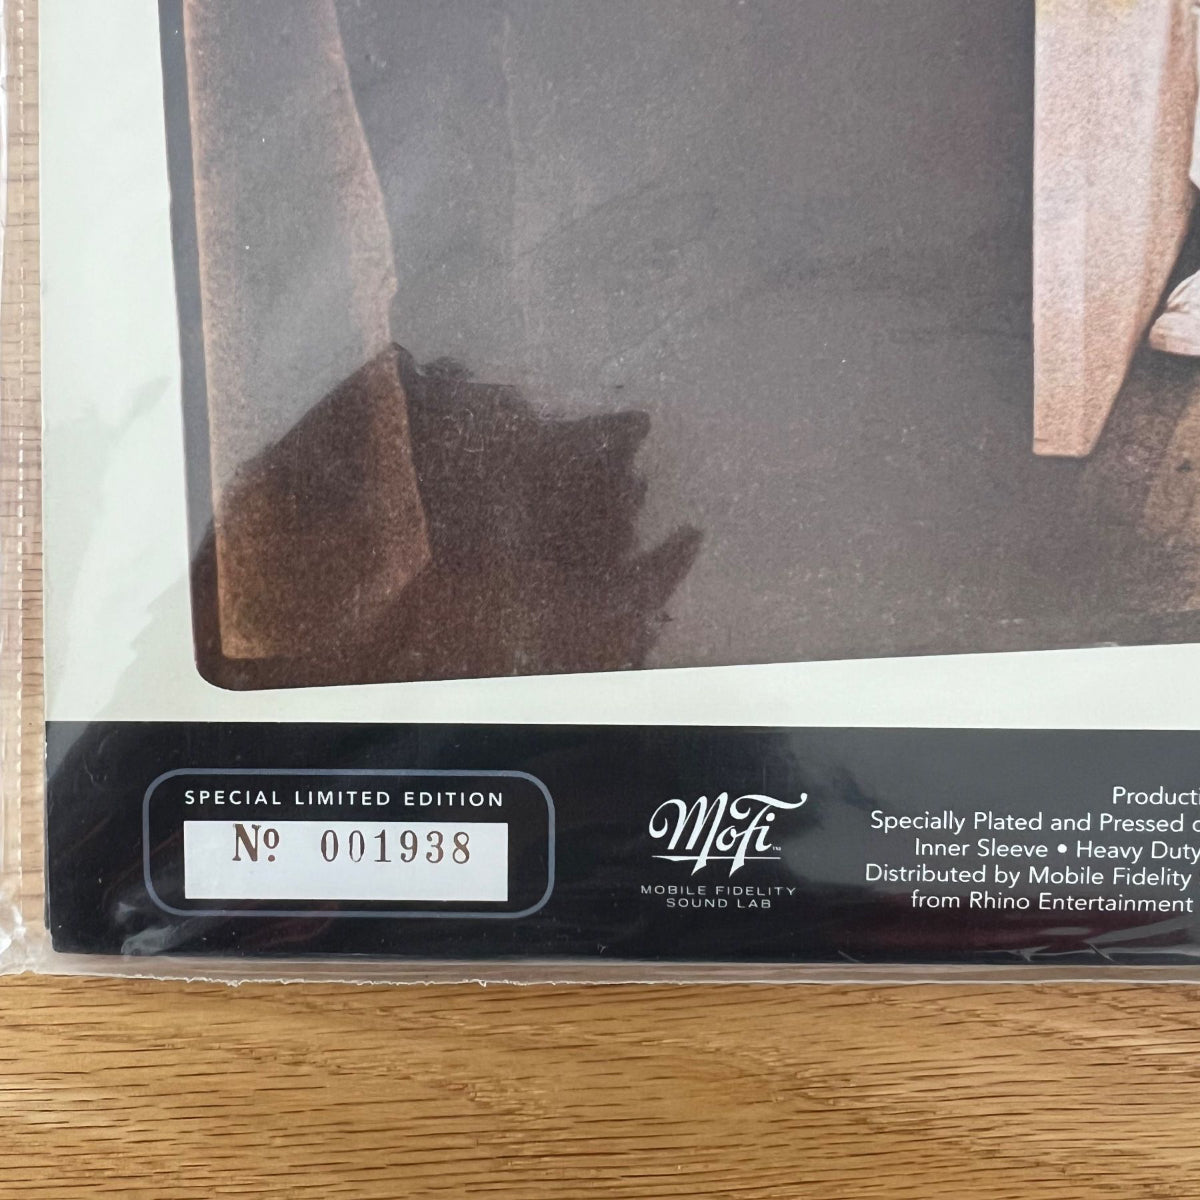 SPECIAL LIMITED EDITION
Nº 001938
MoFi™
MOBILE FIDELITY
SOUND LAB
Specially Plated and Pressed
Inner Sleeve • Heavy Duty
Distributed by Mobile Fidelity
from Rhino Entertainment